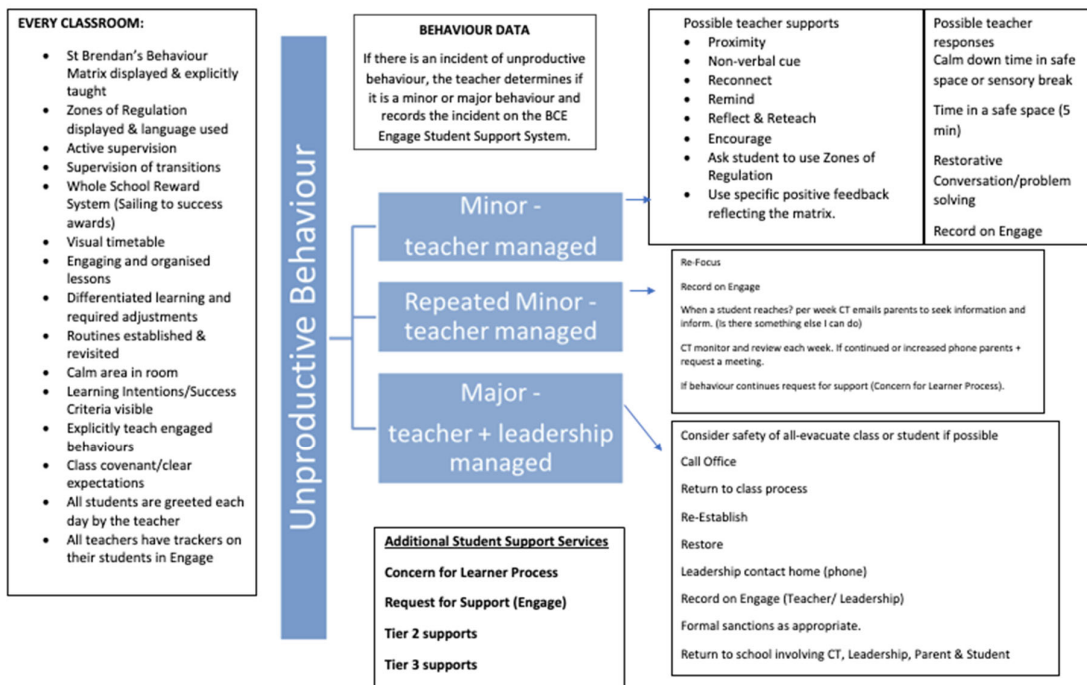 EVERY CLASSROOM:
• St Brendan's Behaviour
Matrix displayed & explicitly
taught
• Zones of Regulation
displayed & language used
• Active supervision
• Supervision of transitions
• Whole School Reward
System (Sailing to success
awards)
• Visual timetable
• Engaging and organised
lessons
• Differentiated learning and
required adjustments
• Routines established &
revisited
• Calm area in room
• Learning Intentions/Success
Criteria visible
• Explicitly teach engaged
behaviours
• Class covenant/clear
expectations
• All students are greeted each
day by the teacher
• All teachers have trackers on
their students in Engage
Unproductive Behaviour
BEHAVIOUR DATA
If there is an incident of unproductive
behaviour, the teacher determines if
it is a minor or major behaviour and
records the incident on the BCE
Engage Student Support System.
Minor -
teacher managed
Repeated Minor -
teacher managed
Major -
teacher + leadership
managed
Additional Student Support Services
Concern for Learner Process
Request for Support (Engage)
Tier 2 supports
Tier 3 supports
Possible teacher supports
• Proximity
• Non-verbal cue
• Reconnect
• Remind
• Reflect & Reteach
• Encourage
• Ask student to use Zones of
Regulation
• Use specific positive feedback
reflecting the matrix.
Possible teacher
responses
Calm down time in safe
space or sensory break
Time in a safe space (5
min)
Restorative
Conversation/problem
solving
Record on Engage
Re-Focus
Record on Engage
When a student reaches? per week CT emails parents to seek information and
inform. (Is there something else I can do)
CT monitor and review each week. If continued or increased phone parents +
request a meeting.
If behaviour continues request for support (Concern for Learner Process).
Consider safety of all-evacuate class or student if possible
Call Office
Return to class process
Re-Establish
Restore
Leadership contact home (phone)
Record on Engage (Teacher/ Leadership)
Formal sanctions as appropriate.
Return to school involving CT, Leadership, Parent & Student